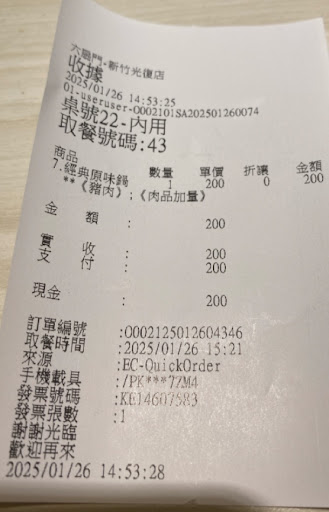 六扇門-新竹光復店
收據
2025/01/26 14:53:25
01-useruser-0002101SA202501260074
桌號22-內用
取餐號碼:43
商品 數量 單價 折讓 金額
7.經典原味鍋 1 200 0 200
**《豬肉》;《肉品加量》
金額: 200
實收: 200
支付: 200
現金: 200
訂單編號:0002125012604346
取餐時間:2025/01/26 15:21
來源:EC-QuickOrder
手機載具:/PK***77M4
發票號碼:KE14607583
發票張數:1
謝謝光臨
歡迎再來
2025/01/26 14:53:28